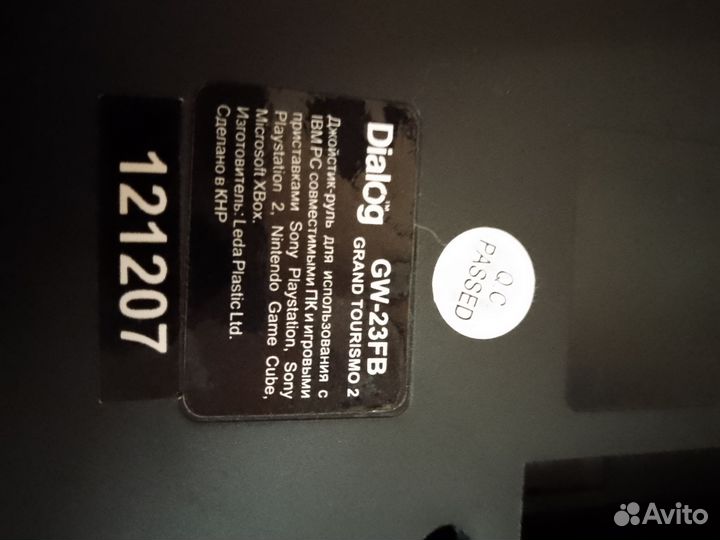 Dialog™ GW-23FB
GRAND TOURISMO 2
Джойстик-руль для использования с
IBM PC совместимыми ПК и игровыми
приставками Sony Playstation, Sony
Playstation 2, Nintendo Game Cube,
Microsoft XBox.
Изготовитель: Leda Plastic Ltd.
Сделано в КНР
121207
Q.C
PASSED
Avito